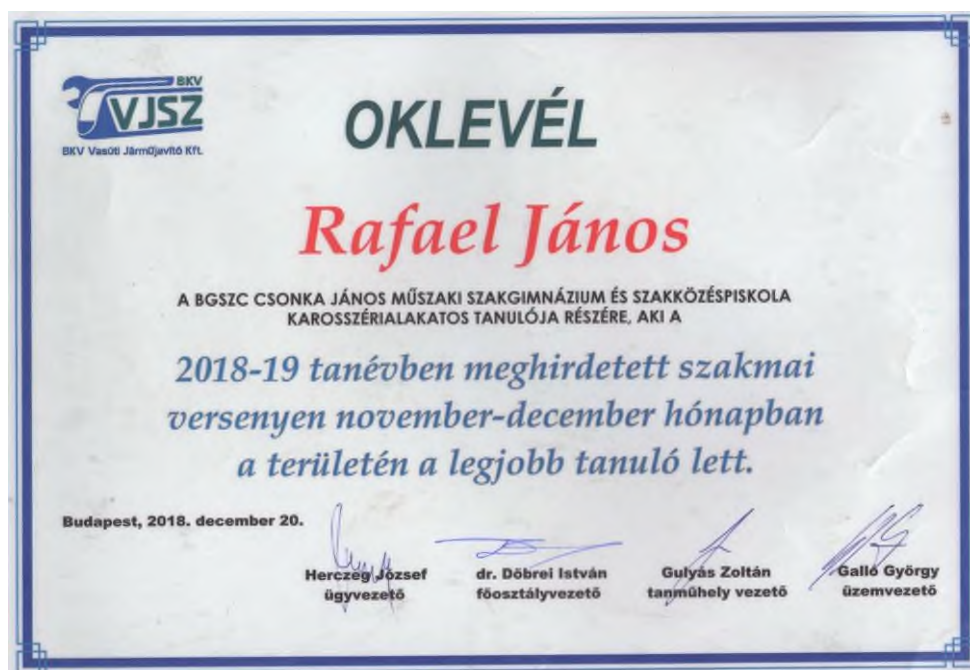 BKV
VJSZ
BKV Vasúti Járműjavító Kft.
OKLEVÉL
Rafael János
A BGSZC CSONKA JÁNOS MŰSZAKI SZAKGIMNÁZIUM ÉS SZAKKÖZÉPISKOLA
KAROSSZÉRIALAKATOS TANULÓJA RÉSZÉRE, AKI A
2018-19 tanévben meghirdetett szakmai
versenyen november-december hónapban
a területén a legjobb tanuló lett.
Budapest, 2018. december 20.
Herczeg József dr. Döbrei István Gulyás Zoltán Galló György
ügyvezető főosztályvezető tanműhely vezető üzemvezető